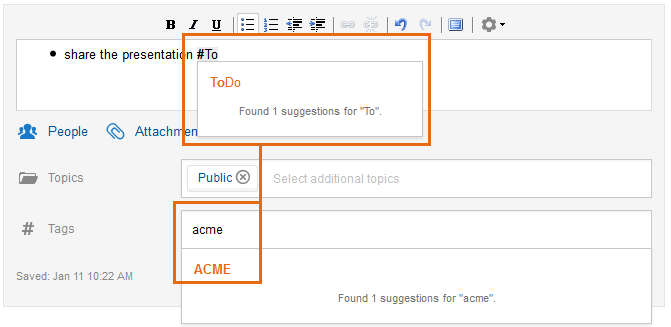 B I U
share the presentation #To
ToDo
Found 1 suggestions for "To".
People Attachmen
Topics Public Select additional topics
# Tags acme
ACME
Saved: Jan 11 10:22 AM
Found 1 suggestions for "acme".